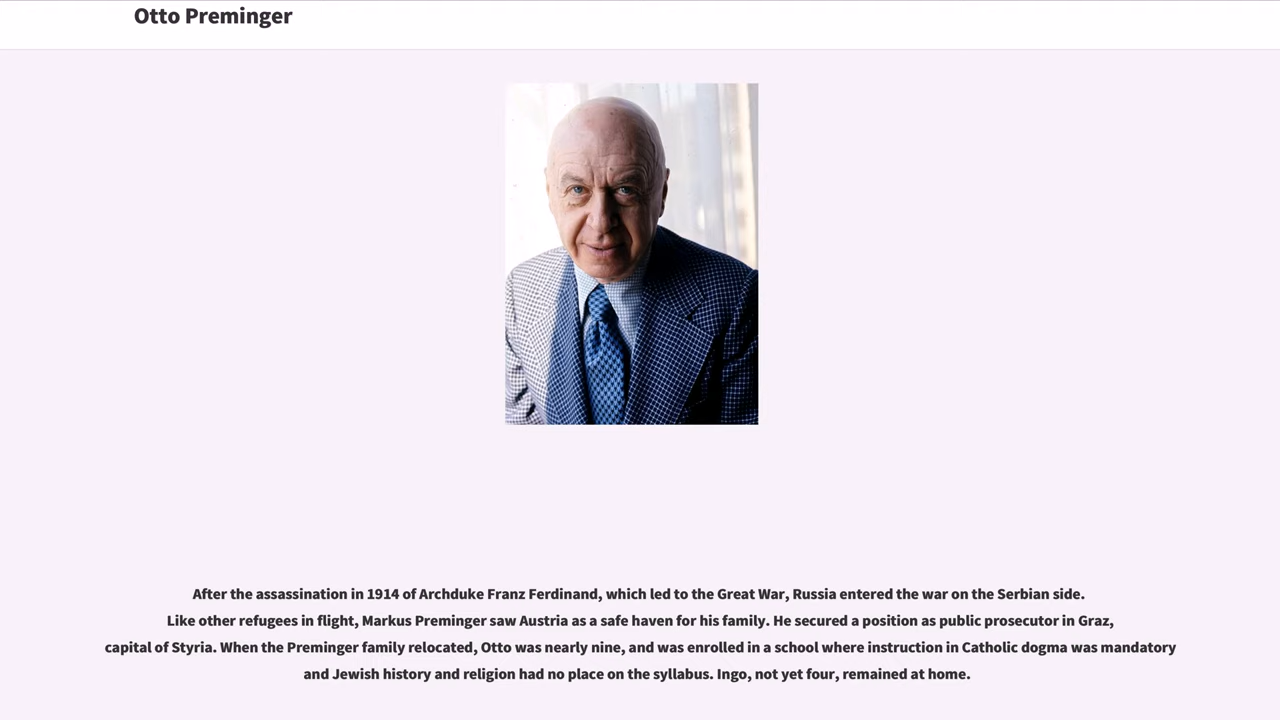 Otto Preminger
After the assassination in 1914 of Archduke Franz Ferdinand, which led to the Great War, Russia entered the war on the Serbian side.
Like other refugees in flight, Markus Preminger saw Austria as a safe haven for his family. He secured a position as public prosecutor in Graz,
capital of Styria. When the Preminger family relocated, Otto was nearly nine, and was enrolled in a school where instruction in Catholic dogma was mandatory
and Jewish history and religion had no place on the syllabus. Ingo, not yet four, remained at home.